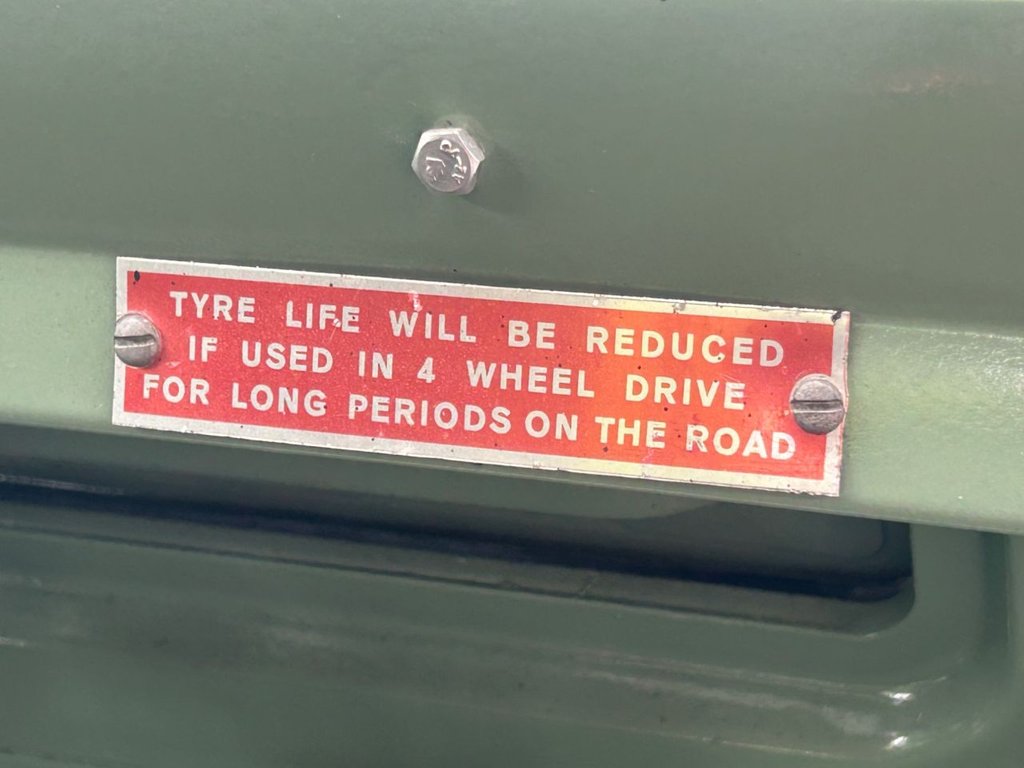 TYRE LIFE WILL BE REDUCED
IF USED IN 4 WHEEL DRIVE
FOR LONG PERIODS ON THE ROAD